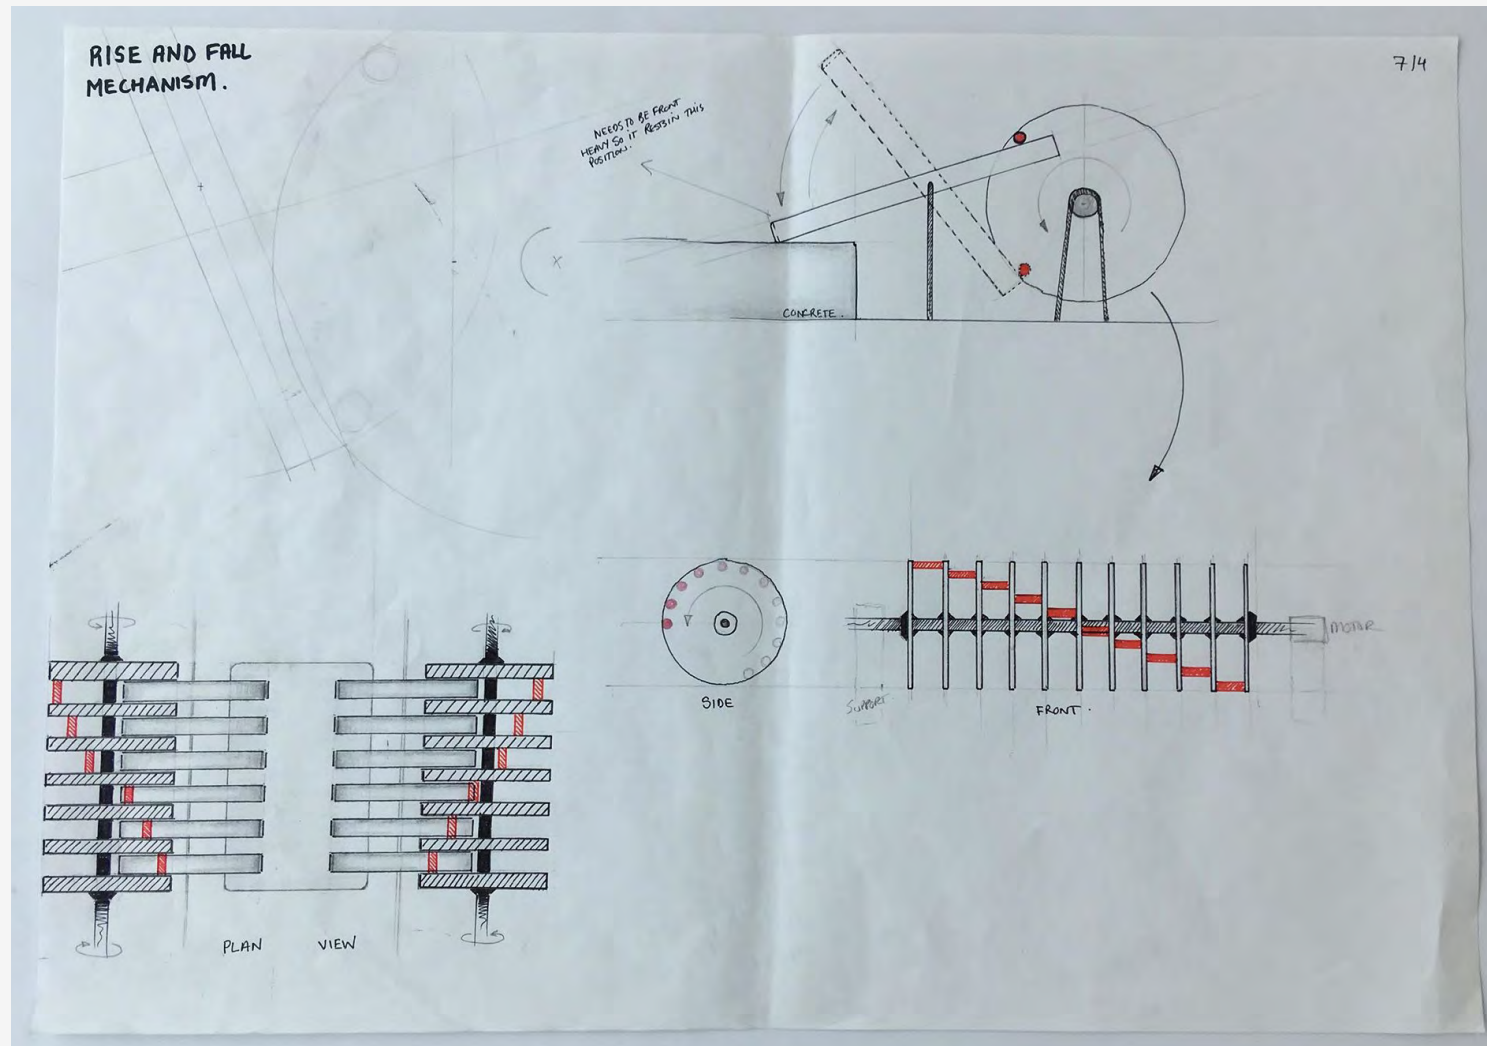 RISE AND FALL
MECHANISM.
7/4
NEEDS TO BE FRONT
HEAVY SO IT RESTS IN THIS
POSITION.
CONCRETE.
SIDE
SUPPORT
FRONT.
MOTOR
PLAN VIEW